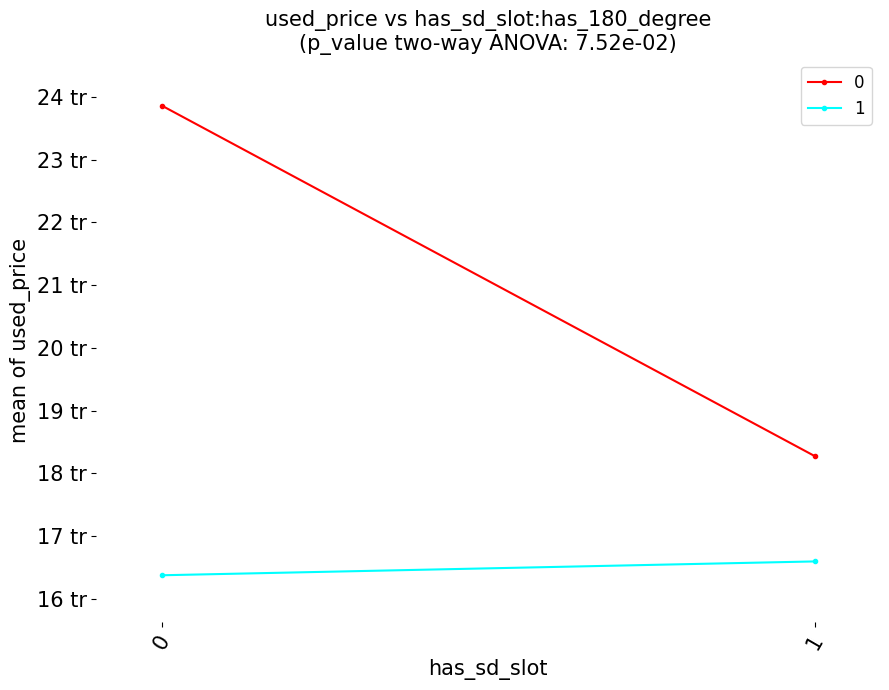 used_price vs has_sd_slot:has_180_degree
(p_value two-way ANOVA: 7.52e-02)
0
1
24 tr
23 tr
22 tr
21 tr
20 tr
19 tr
18 tr
17 tr
16 tr
mean of used_price
0
1
has_sd_slot